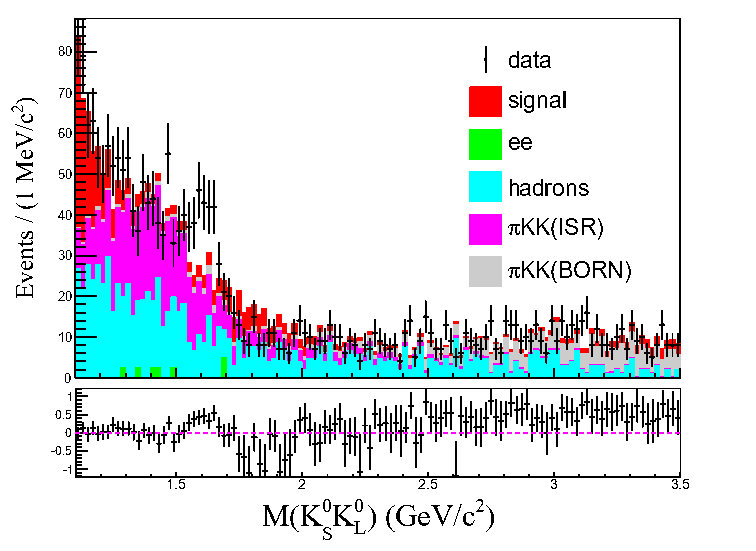 Events / (1 MeV/c²)
80
70
60
50
40
30
20
10
0
data
signal
ee
hadrons
πKK(ISR)
πKK(BORN)
1
0.5
0
-0.5
-1
1.5
2
2.5
3
3.5
M(K⁰_S K⁰_L) (GeV/c²)